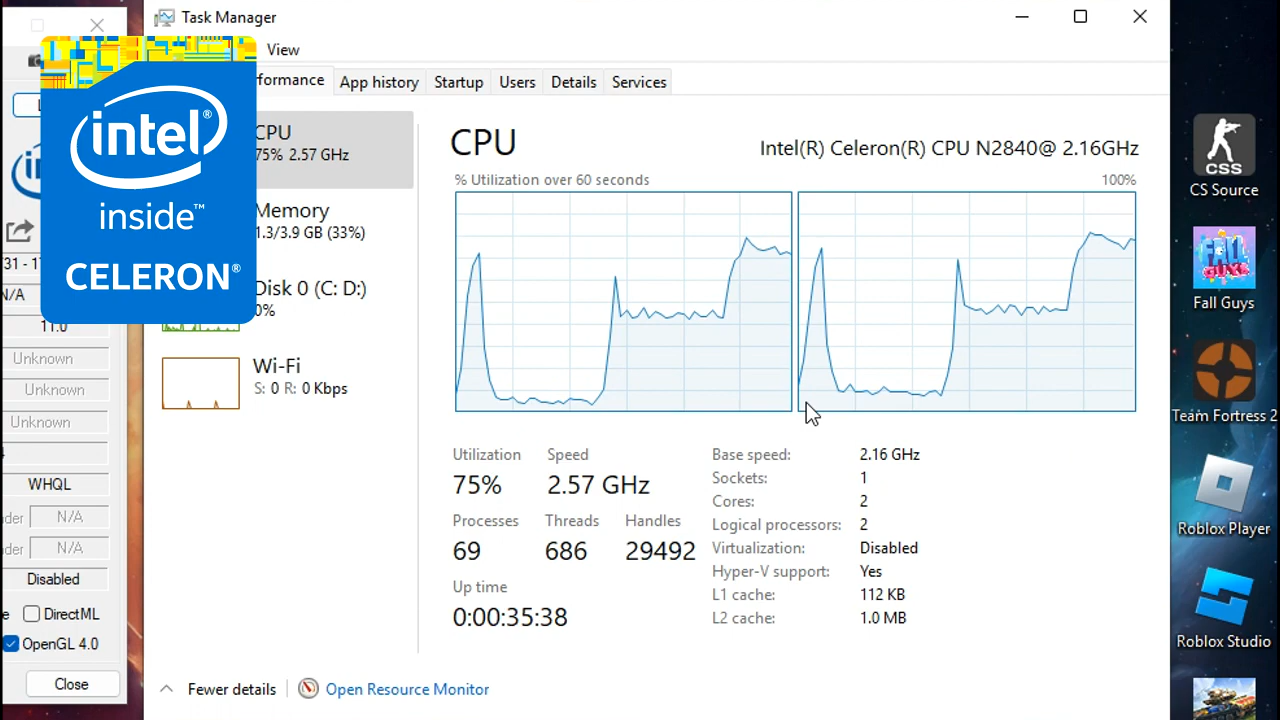 Task Manager
View
formance
App history
Startup
Users
Details
Services
intel®
inside™
CELERON®
CPU
75% 2.57 GHz
Memory
1.3/3.9 GB (33%)
Disk 0 (C: D:)
0%
Wi-Fi
S: 0 R: 0 Kbps
CPU
Intel(R) Celeron(R) CPU N2840@ 2.16GHz
% Utilization over 60 seconds
100%
Utilization
Speed
75%
2.57 GHz
Processes
Threads
Handles
69
686
29492
Up time
0:00:35:38
Base speed:
2.16 GHz
Sockets:
1
Cores:
2
Logical processors:
2
Virtualization:
Disabled
Hyper-V support:
Yes
L1 cache:
112 KB
L2 cache:
1.0 MB
Fewer details
Open Resource Monitor
N/A
11.0
Unknown
Unknown
Unknown
WHQL
der
N/A
der
N/A
Disabled
DirectML
OpenGL 4.0
Close
CSS
CS Source
FALL
GUYS
Fall Guys
Team Fortress 2
Roblox Player
Roblox Studio